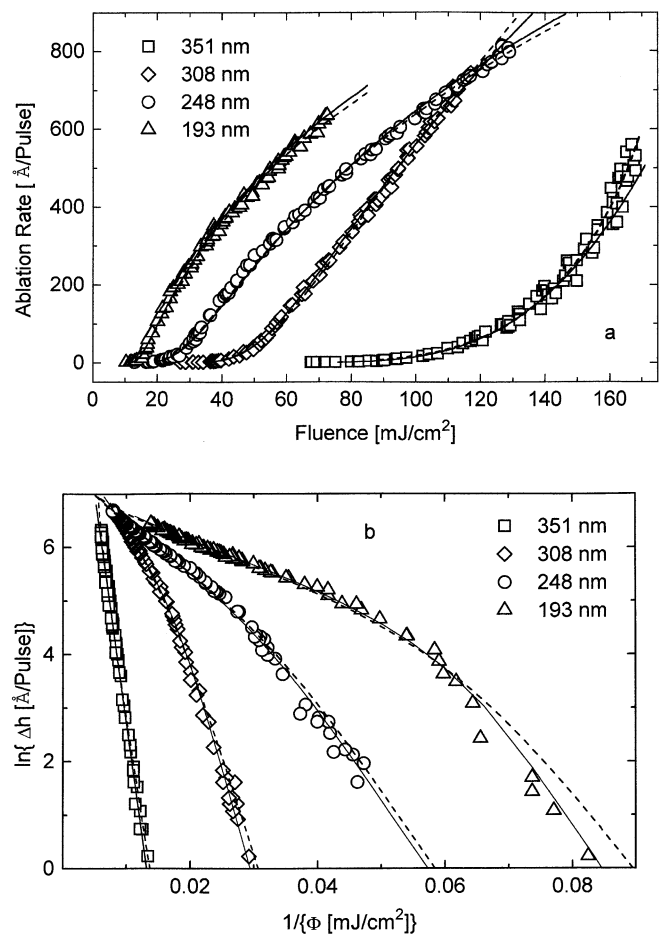 800
600
400
200
0
Ablation Rate [ Å/Pulse]
351 nm
308 nm
248 nm
193 nm
a
0 20 40 60 80 100 120 140 160
Fluence [mJ/cm²]
6
4
2
0
ln{ Δh [Å/Pulse]}
b
351 nm
308 nm
248 nm
193 nm
0.02 0.04 0.06 0.08
1/{Φ [mJ/cm²]}